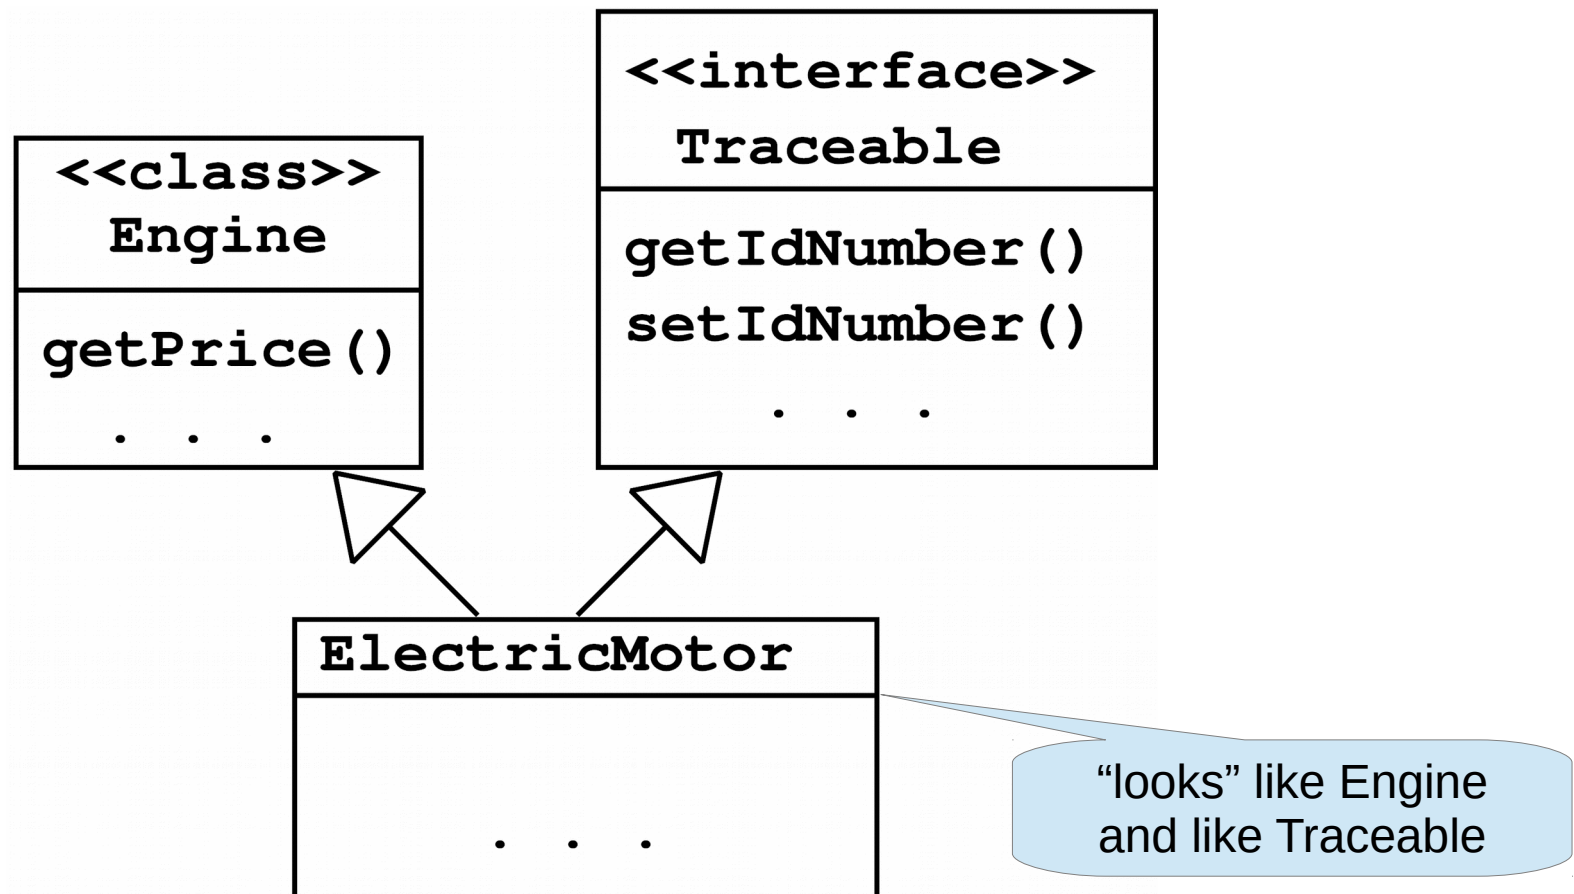 <<class>>
Engine
getPrice()
. . .
<<interface>>
Traceable
getIdNumber()
setIdNumber()
. . .
ElectricMotor
. . .
“looks” like Engine
and like Traceable